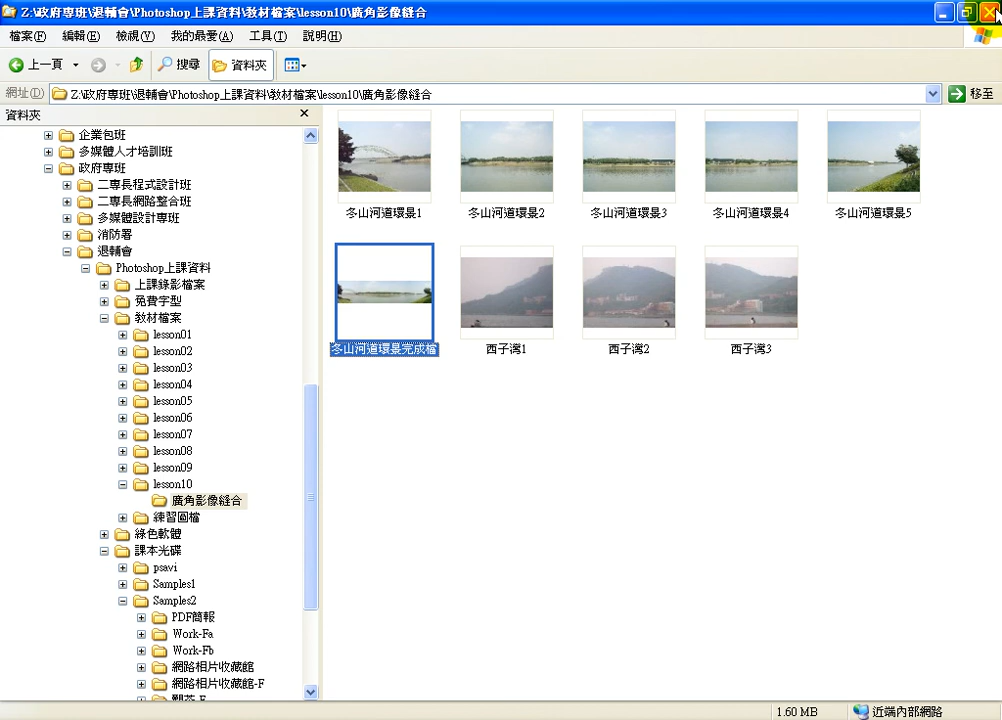 Z:\政府專班\退輔會\Photoshop上課資料\教材檔案\lesson10\廣角影像縫合
檔案(F) 編輯(E) 檢視(V) 我的最愛(A) 工具(T) 說明(H)
上一頁 搜尋 資料夾
網址(D) Z:\政府專班\退輔會\Photoshop上課資料\教材檔案\lesson10\廣角影像縫合 移至
資料夾
企業包班
多媒體人才培訓班
政府專班
二專長程式設計班
二專長網路整合班
多媒體設計專班
消防署
退輔會
Photoshop上課資料
上課錄影檔案
免費字型
教材檔案
lesson01
lesson02
lesson03
lesson04
lesson05
lesson06
lesson07
lesson08
lesson09
lesson10
廣角影像縫合
練習圖檔
綠色軟體
課本光碟
psavi
Samples1
Samples2
PDF簡報
Work-Fa
Work-Fb
網路相片收藏館
網路相片收藏館-F
冬山河道環景1 冬山河道環景2 冬山河道環景3 冬山河道環景4 冬山河道環景5
冬山河道環景完成檔 西子灣1 西子灣2 西子灣3
1.60 MB 近端內部網路